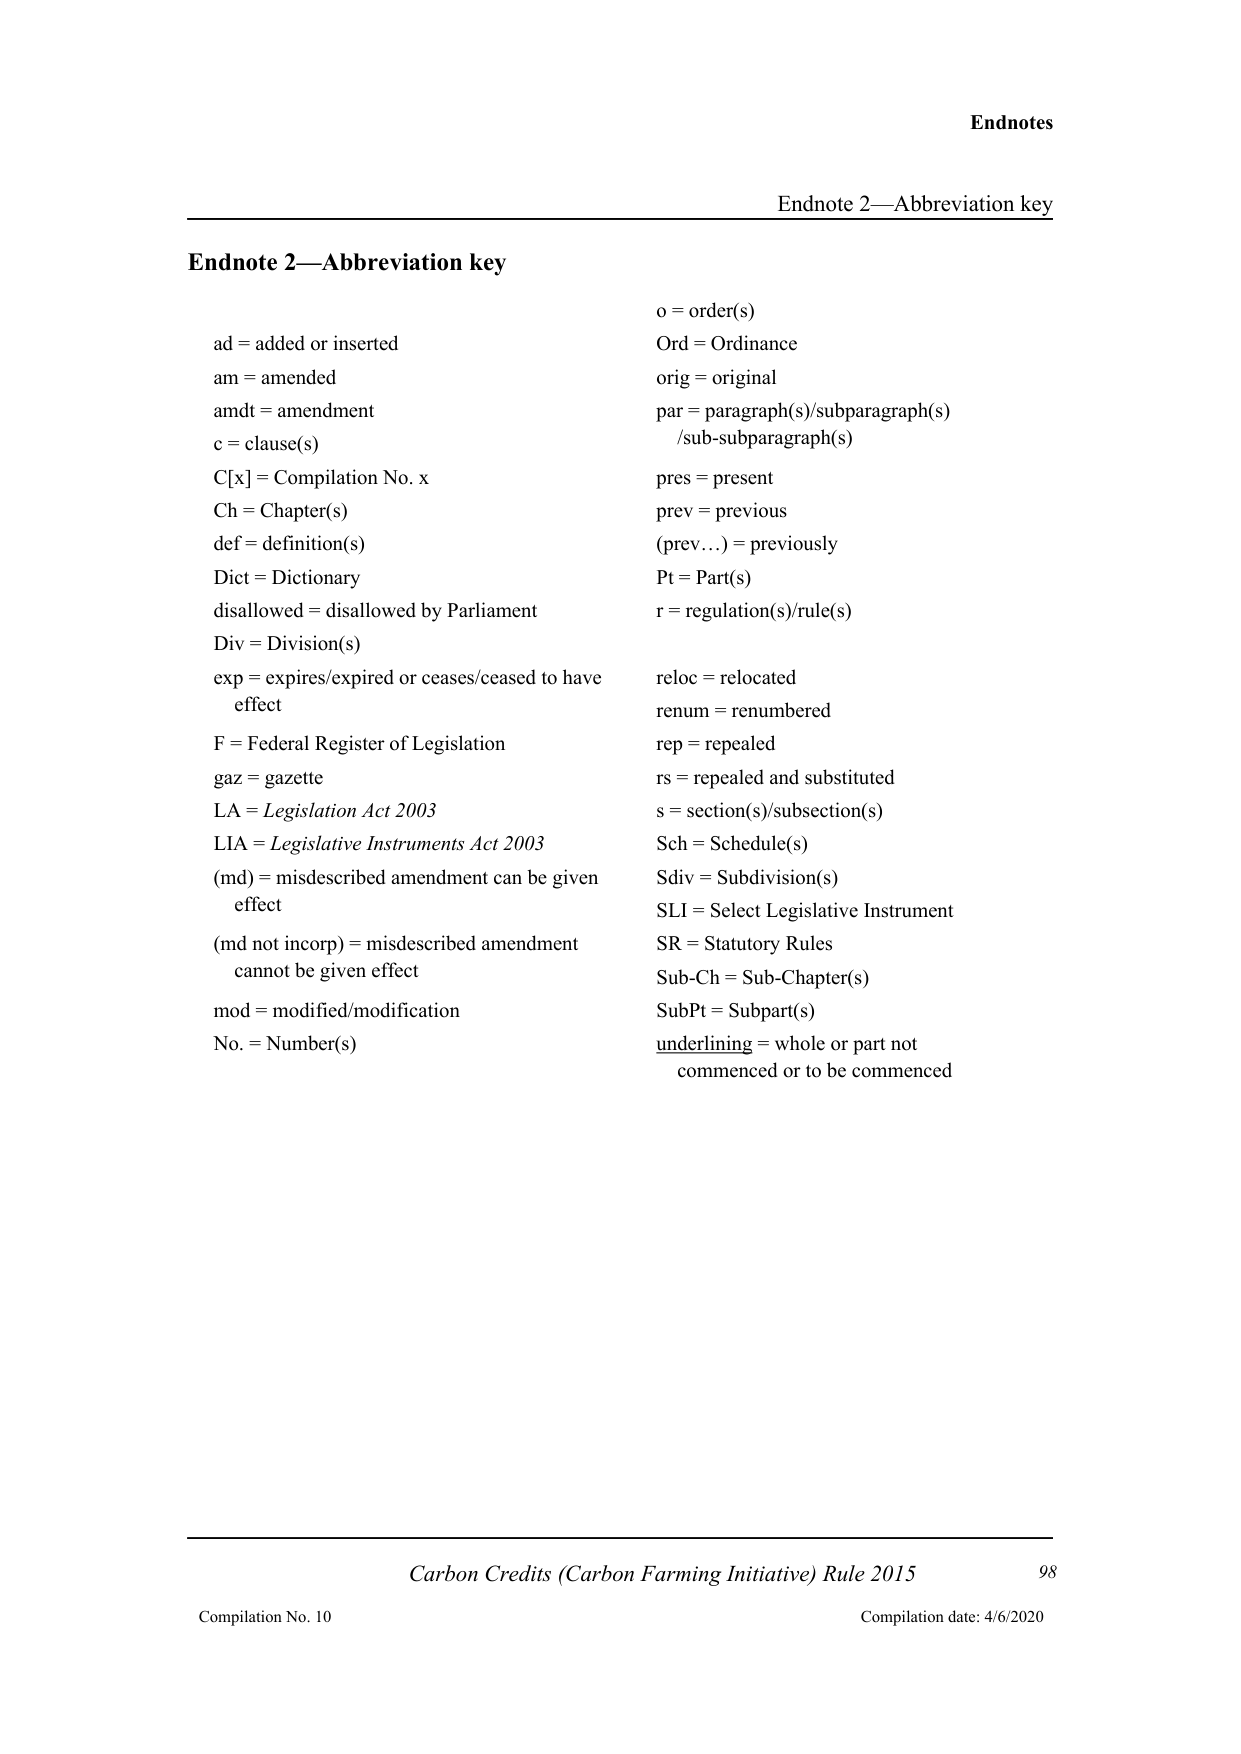 Endnotes
Endnote 2—Abbreviation key
Endnote 2—Abbreviation key
ad = added or inserted
am = amended
amdt = amendment
c = clause(s)
C[x] = Compilation No. x
Ch = Chapter(s)
def = definition(s)
Dict = Dictionary
disallowed = disallowed by Parliament
Div = Division(s)
exp = expires/expired or ceases/ceased to have
effect
F = Federal Register of Legislation
gaz = gazette
LA = Legislation Act 2003
LIA = Legislative Instruments Act 2003
(md) = misdescribed amendment can be given
effect
(md not incorp) = misdescribed amendment
cannot be given effect
mod = modified/modification
No. = Number(s)
o = order(s)
Ord = Ordinance
orig = original
par = paragraph(s)/subparagraph(s)
/sub-subparagraph(s)
pres = present
prev = previous
(prev…) = previously
Pt = Part(s)
r = regulation(s)/rule(s)
reloc = relocated
renum = renumbered
rep = repealed
rs = repealed and substituted
s = section(s)/subsection(s)
Sch = Schedule(s)
Sdiv = Subdivision(s)
SLI = Select Legislative Instrument
SR = Statutory Rules
Sub-Ch = Sub-Chapter(s)
SubPt = Subpart(s)
underlining = whole or part not
commenced or to be commenced
Carbon Credits (Carbon Farming Initiative) Rule 2015 98
Compilation No. 10 Compilation date: 4/6/2020